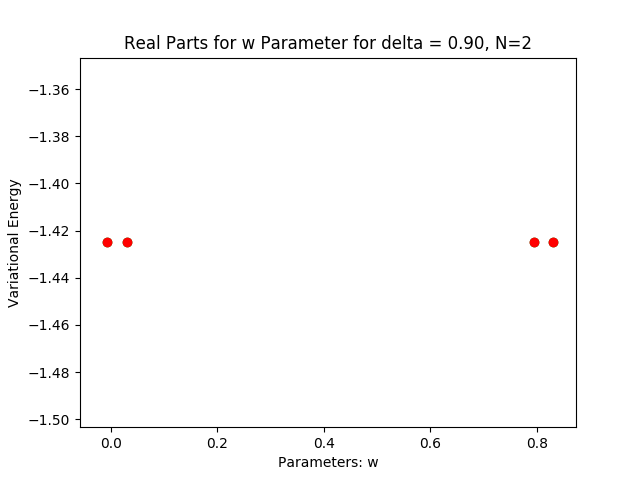 Real Parts for w Parameter for delta = 0.90, N=2
−1.36
−1.38
−1.40
−1.42
−1.44
−1.46
−1.48
−1.50
Variational Energy
0.0 0.2 0.4 0.6 0.8
Parameters: w